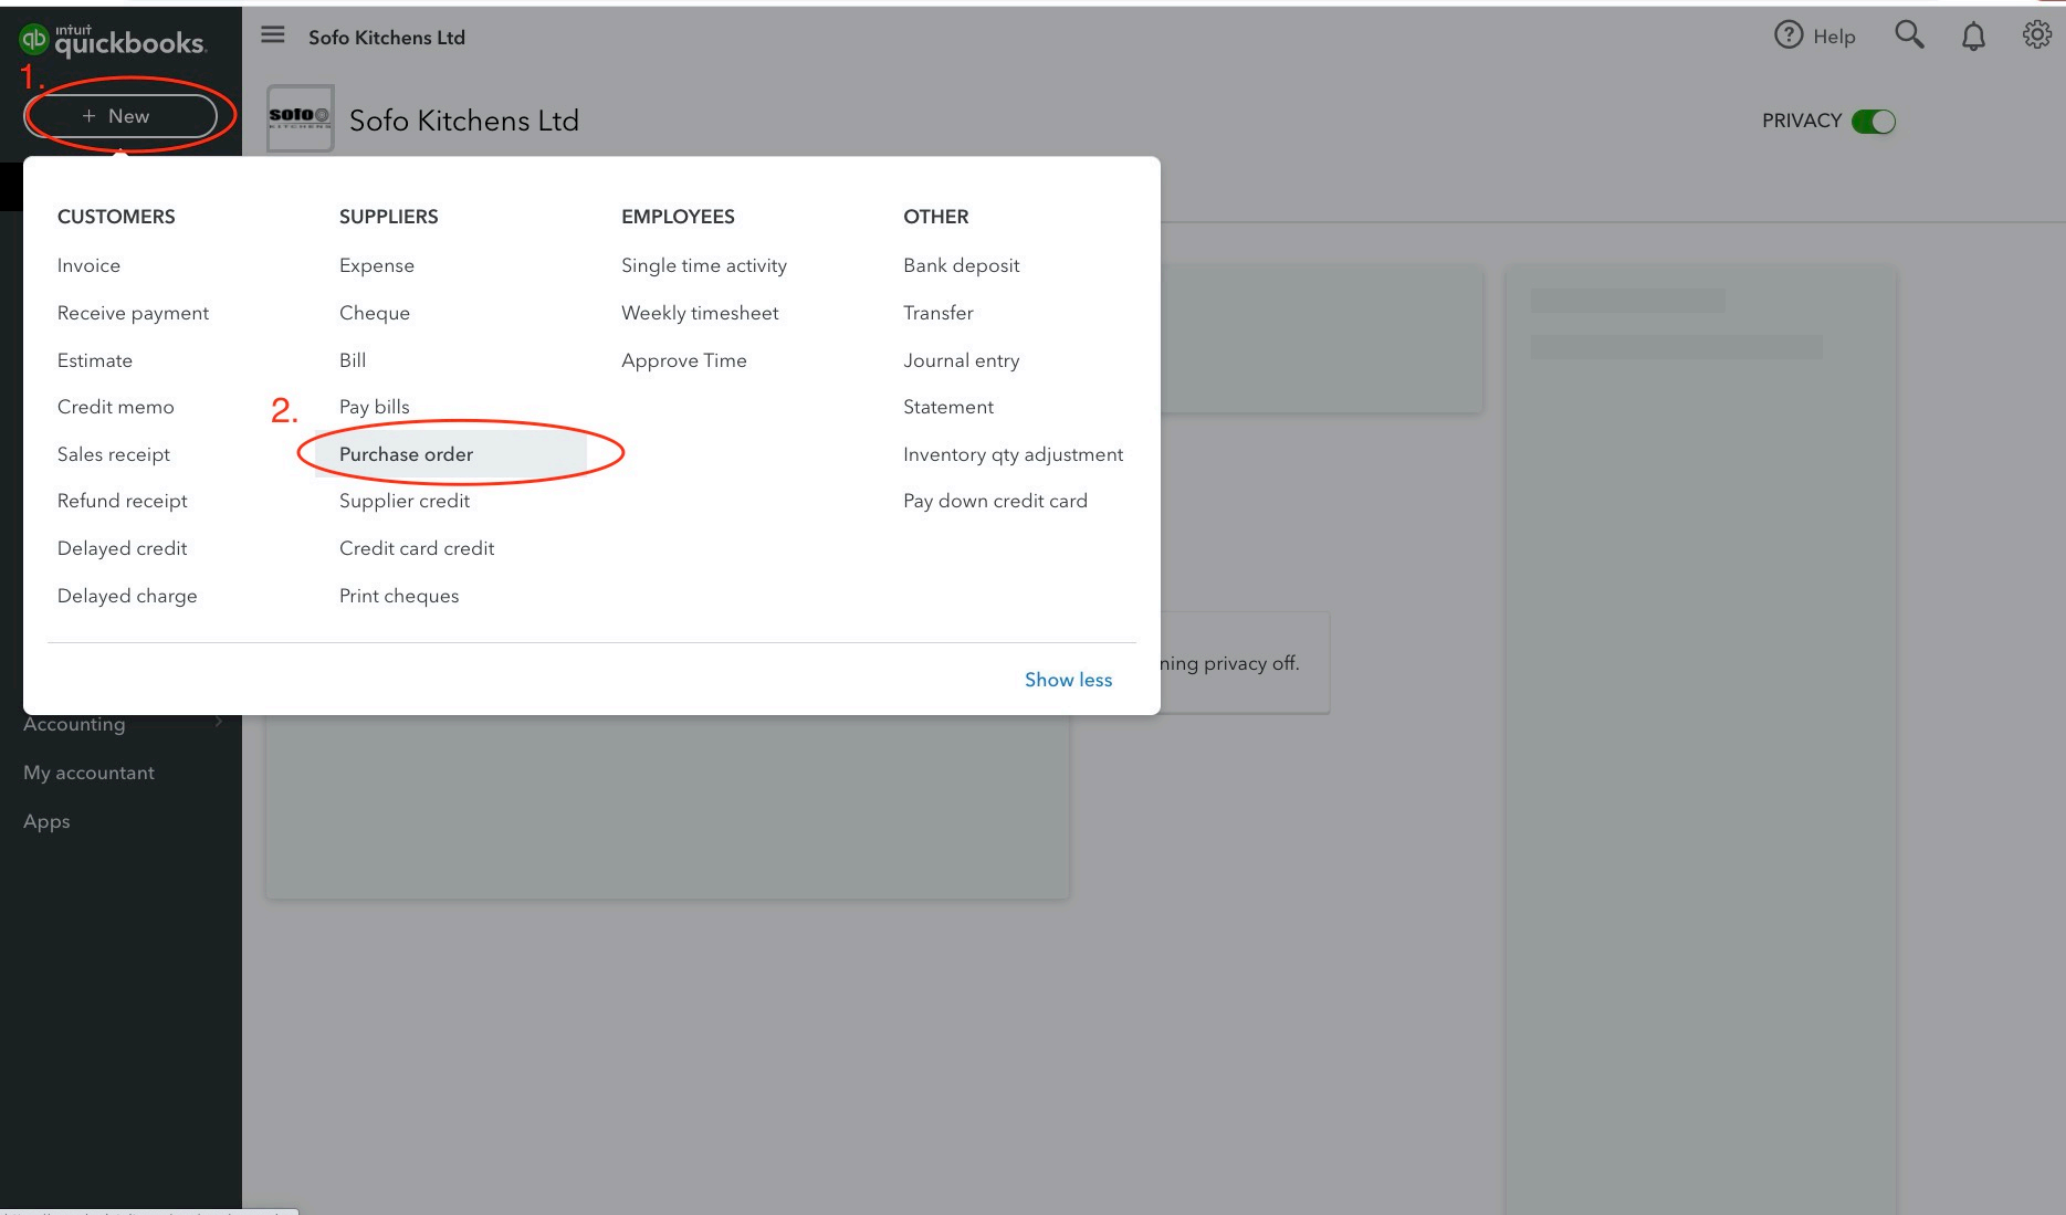 intuit
quickbooks.
Sofo Kitchens Ltd
Help
1.
+ New
sofo
KITCHENS
Sofo Kitchens Ltd
PRIVACY
CUSTOMERS
Invoice
Receive payment
Estimate
Credit memo
Sales receipt
Refund receipt
Delayed credit
Delayed charge
SUPPLIERS
Expense
Cheque
Bill
2.
Pay bills
Purchase order
Supplier credit
Credit card credit
Print cheques
EMPLOYEES
Single time activity
Weekly timesheet
Approve Time
OTHER
Bank deposit
Transfer
Journal entry
Statement
Inventory qty adjustment
Pay down credit card
Show less
ning privacy off.
Accounting
My accountant
Apps